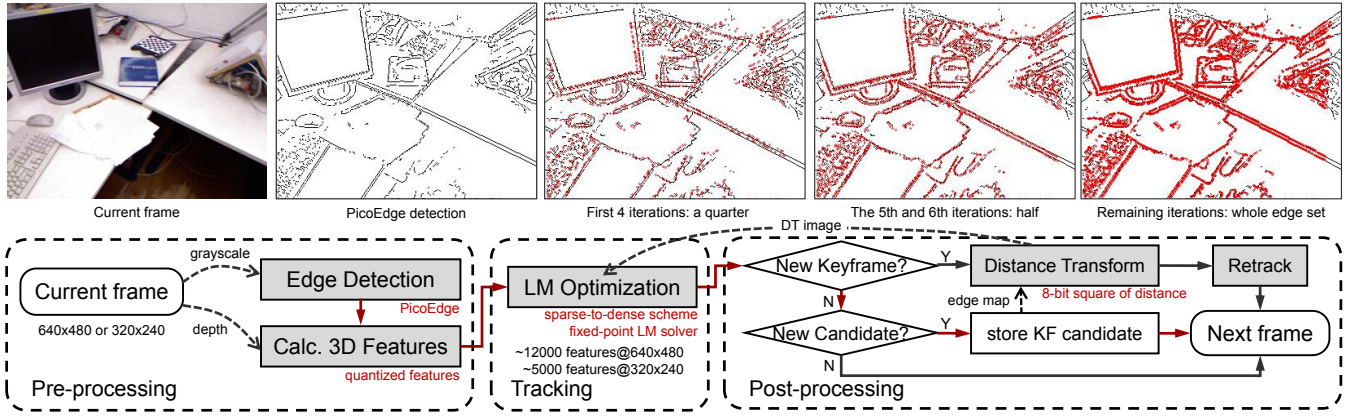 Current frame
PicoEdge detection
First 4 iterations: a quarter
The 5th and 6th iterations: half
Remaining iterations: whole edge set
DT image
grayscale
Current frame
640x480 or 320x240
depth
Edge Detection
PicoEdge
Calc. 3D Features
quantized features
Pre-processing
LM Optimization
sparse-to-dense scheme
fixed-point LM solver
~12000 features@640x480
~5000 features@320x240
Tracking
New Keyframe?
Y
Distance Transform
Retrack
8-bit square of distance
N
edge map
New Candidate?
Y
store KF candidate
Next frame
N
Post-processing